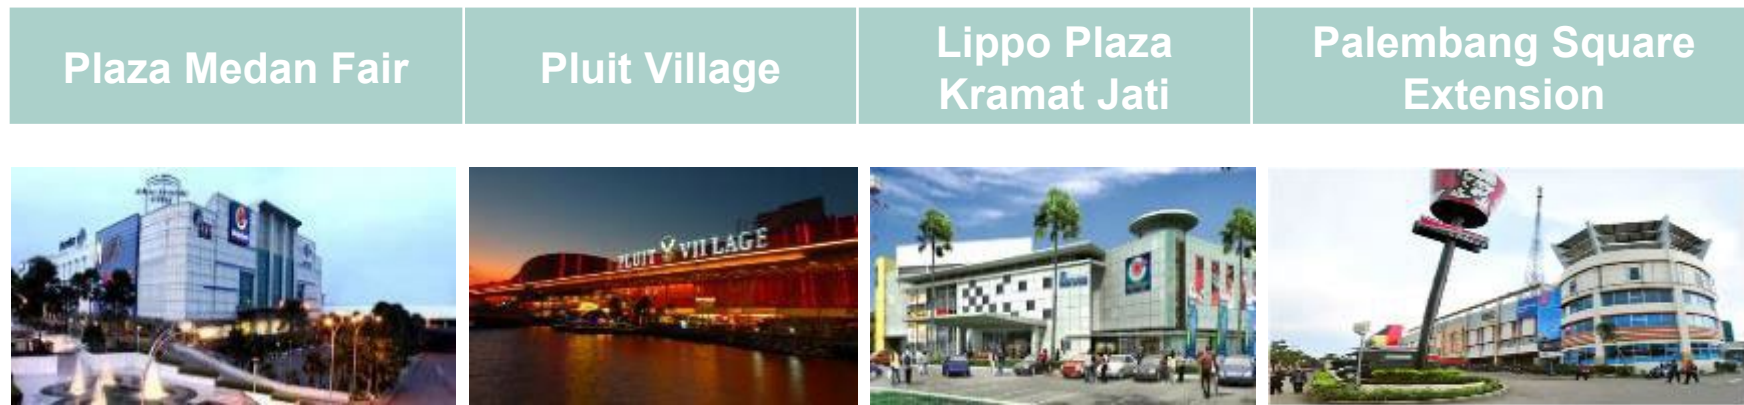 Plaza Medan Fair
Pluit Village
Lippo Plaza
Kramat Jati
Palembang Square
Extension
PLUIT VILLAGE